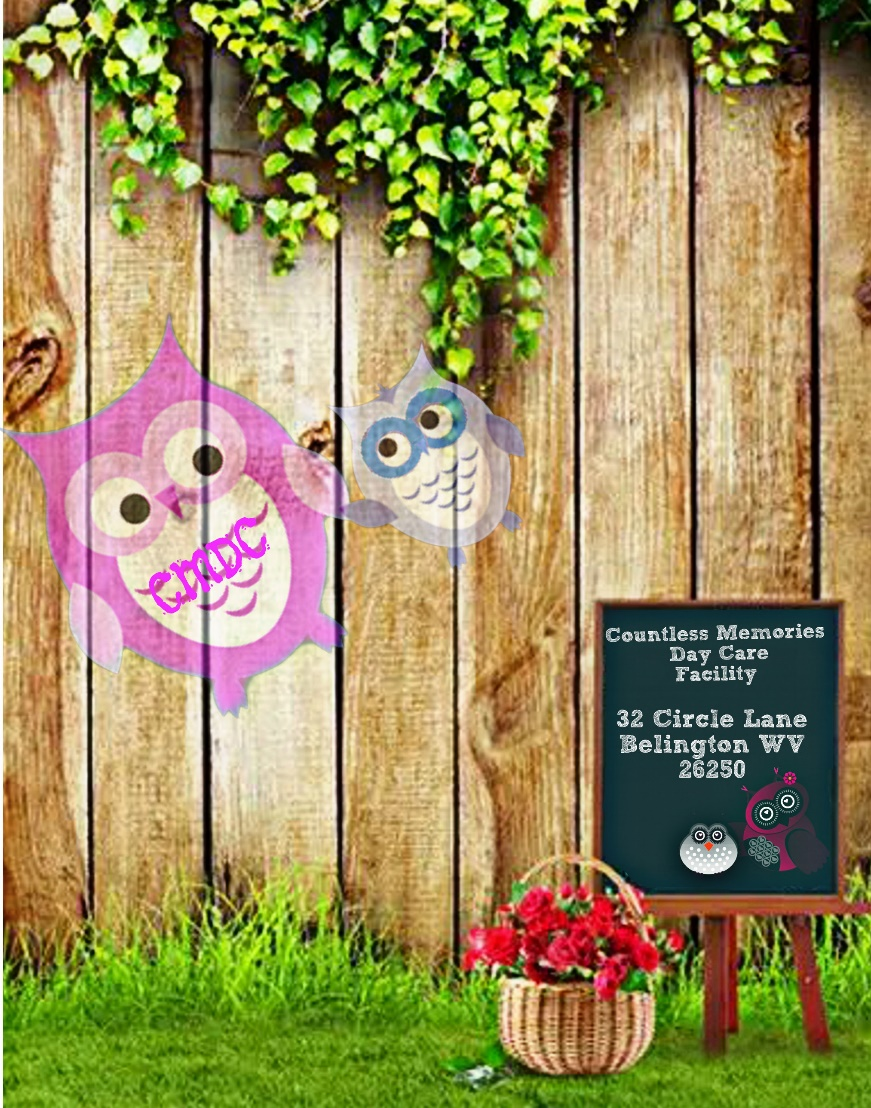 CMDC
Countless Memories
Day Care
Facility
32 Circle Lane
Belington WV
26250